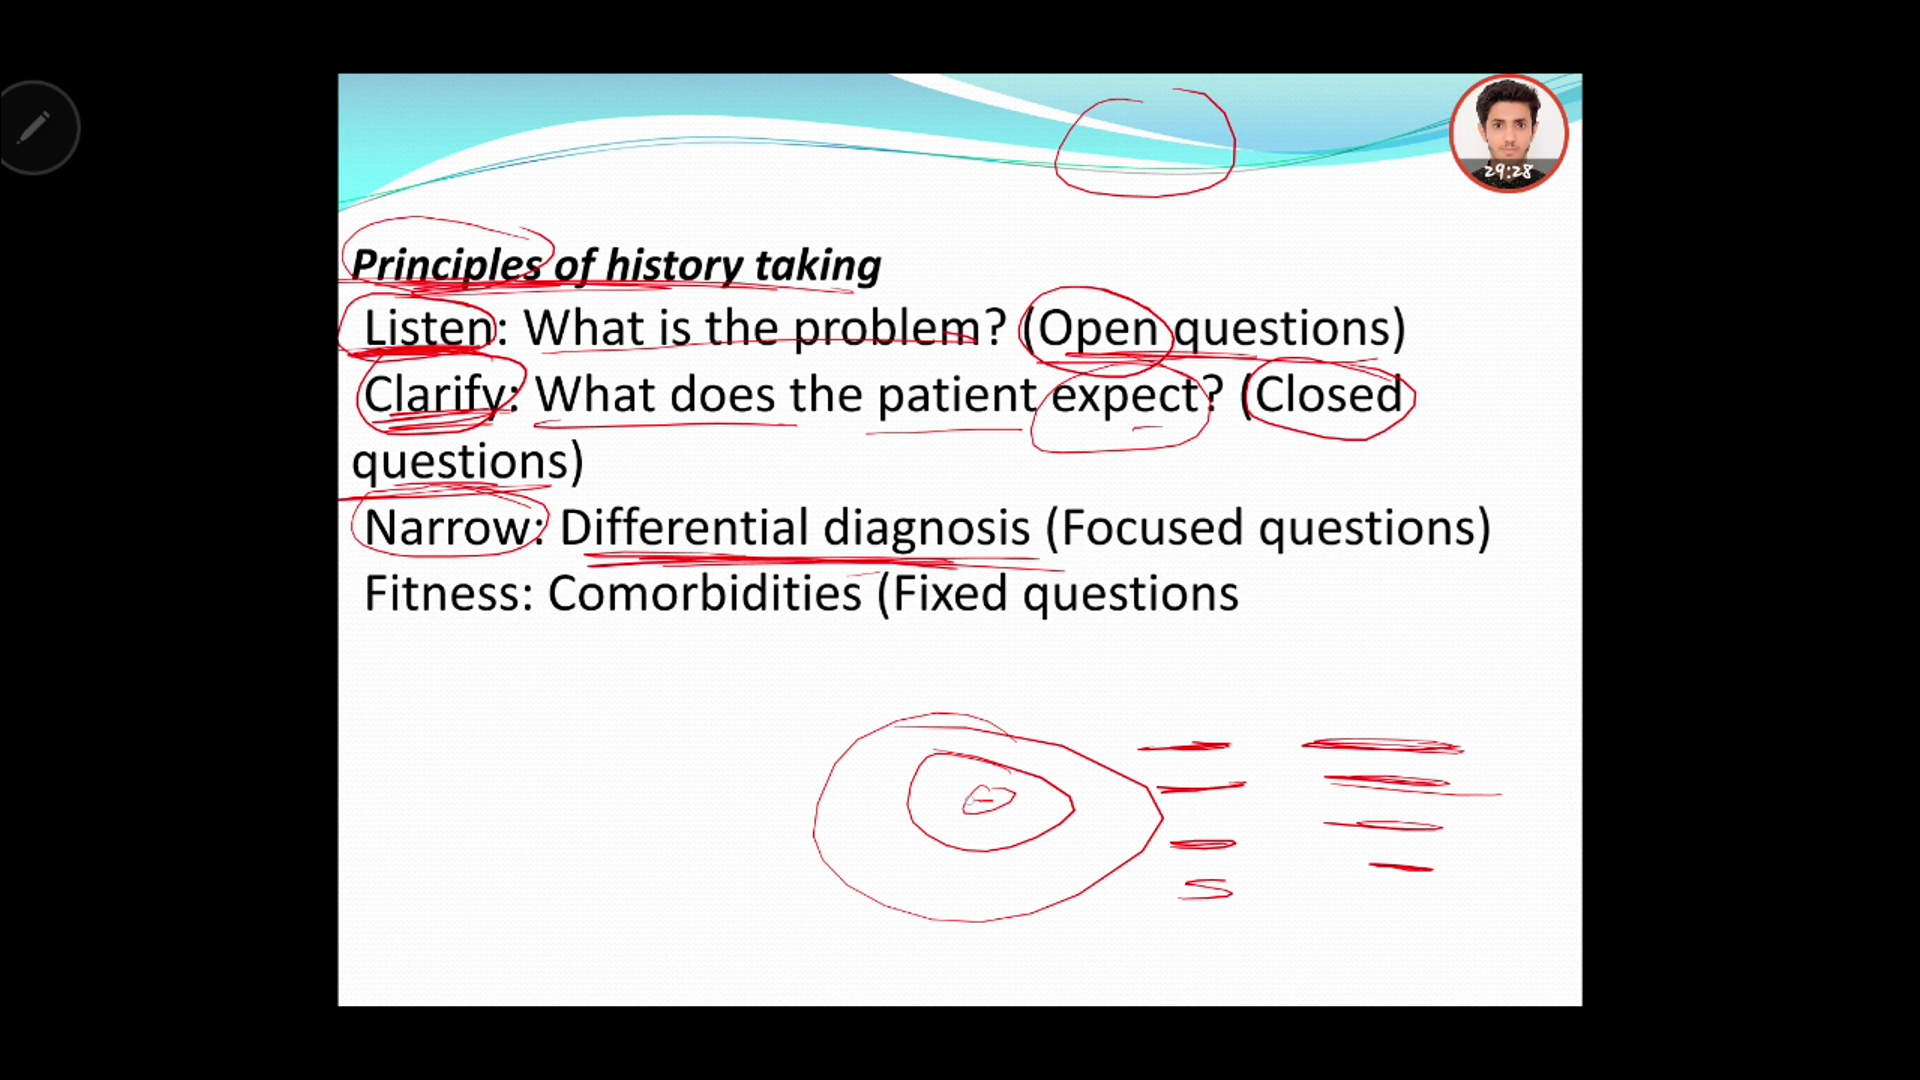 29:28
Principles of history taking
Listen: What is the problem? (Open questions)
Clarify: What does the patient expect? (Closed
questions)
Narrow: Differential diagnosis (Focused questions)
Fitness: Comorbidities (Fixed questions